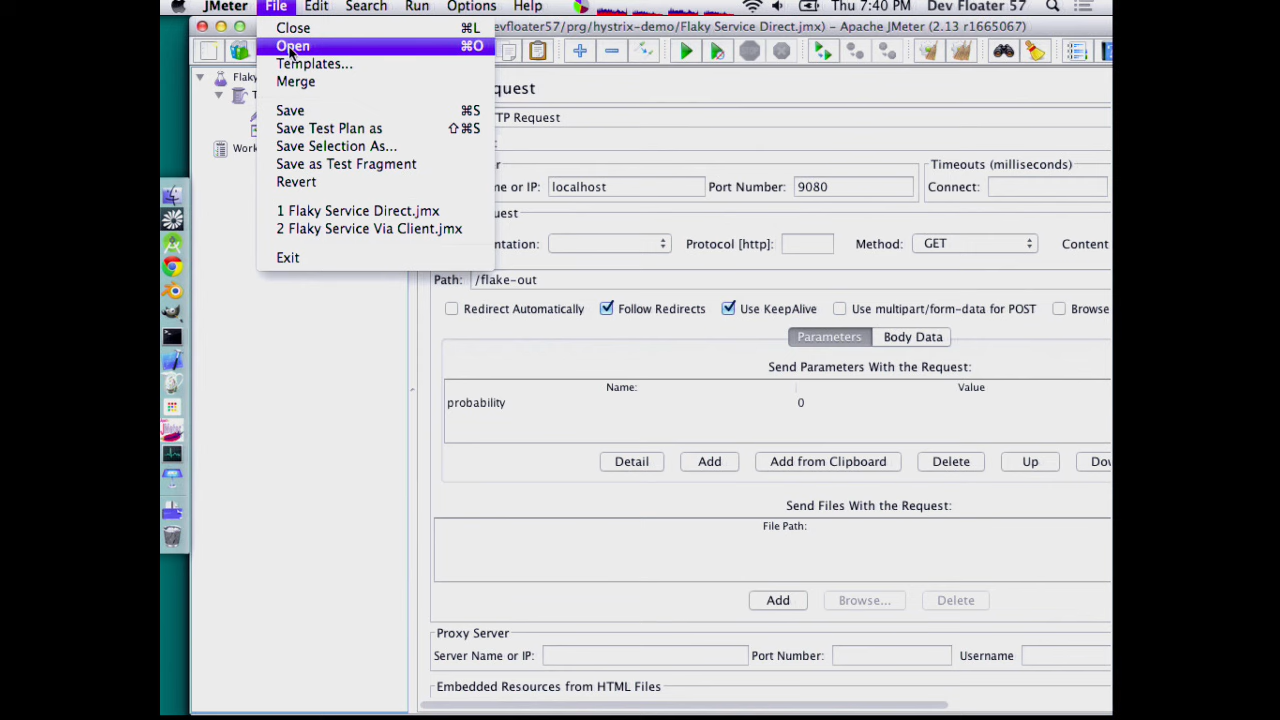 JMeter File Edit Search Run Options Help Thu 7:40 PM Dev Floater 57
evfloater57/prg/hystrix-demo/Flaky Service Direct.jmx) - Apache JMeter (2.13 r1665067)
Close ⌘L
Open ⌘O
Templates...
Merge
Save ⌘S
Save Test Plan as ⇧⌘S
Save Selection As...
Save as Test Fragment
Revert
1 Flaky Service Direct.jmx
2 Flaky Service Via Client.jmx
Exit
Flaky
T
Work
quest
TP Request
:
r
Timeouts (milliseconds)
me or IP: localhost Port Number: 9080 Connect:
quest
entation: Protocol [http]: Method: GET Content
Path: /flake-out
Redirect Automatically Follow Redirects Use KeepAlive Use multipart/form-data for POST Browse
Parameters Body Data
Send Parameters With the Request:
Name: Value
probability 0
Detail Add Add from Clipboard Delete Up Dov
Send Files With the Request:
File Path:
Add Browse... Delete
Proxy Server
Server Name or IP: Port Number: Username
Embedded Resources from HTML Files